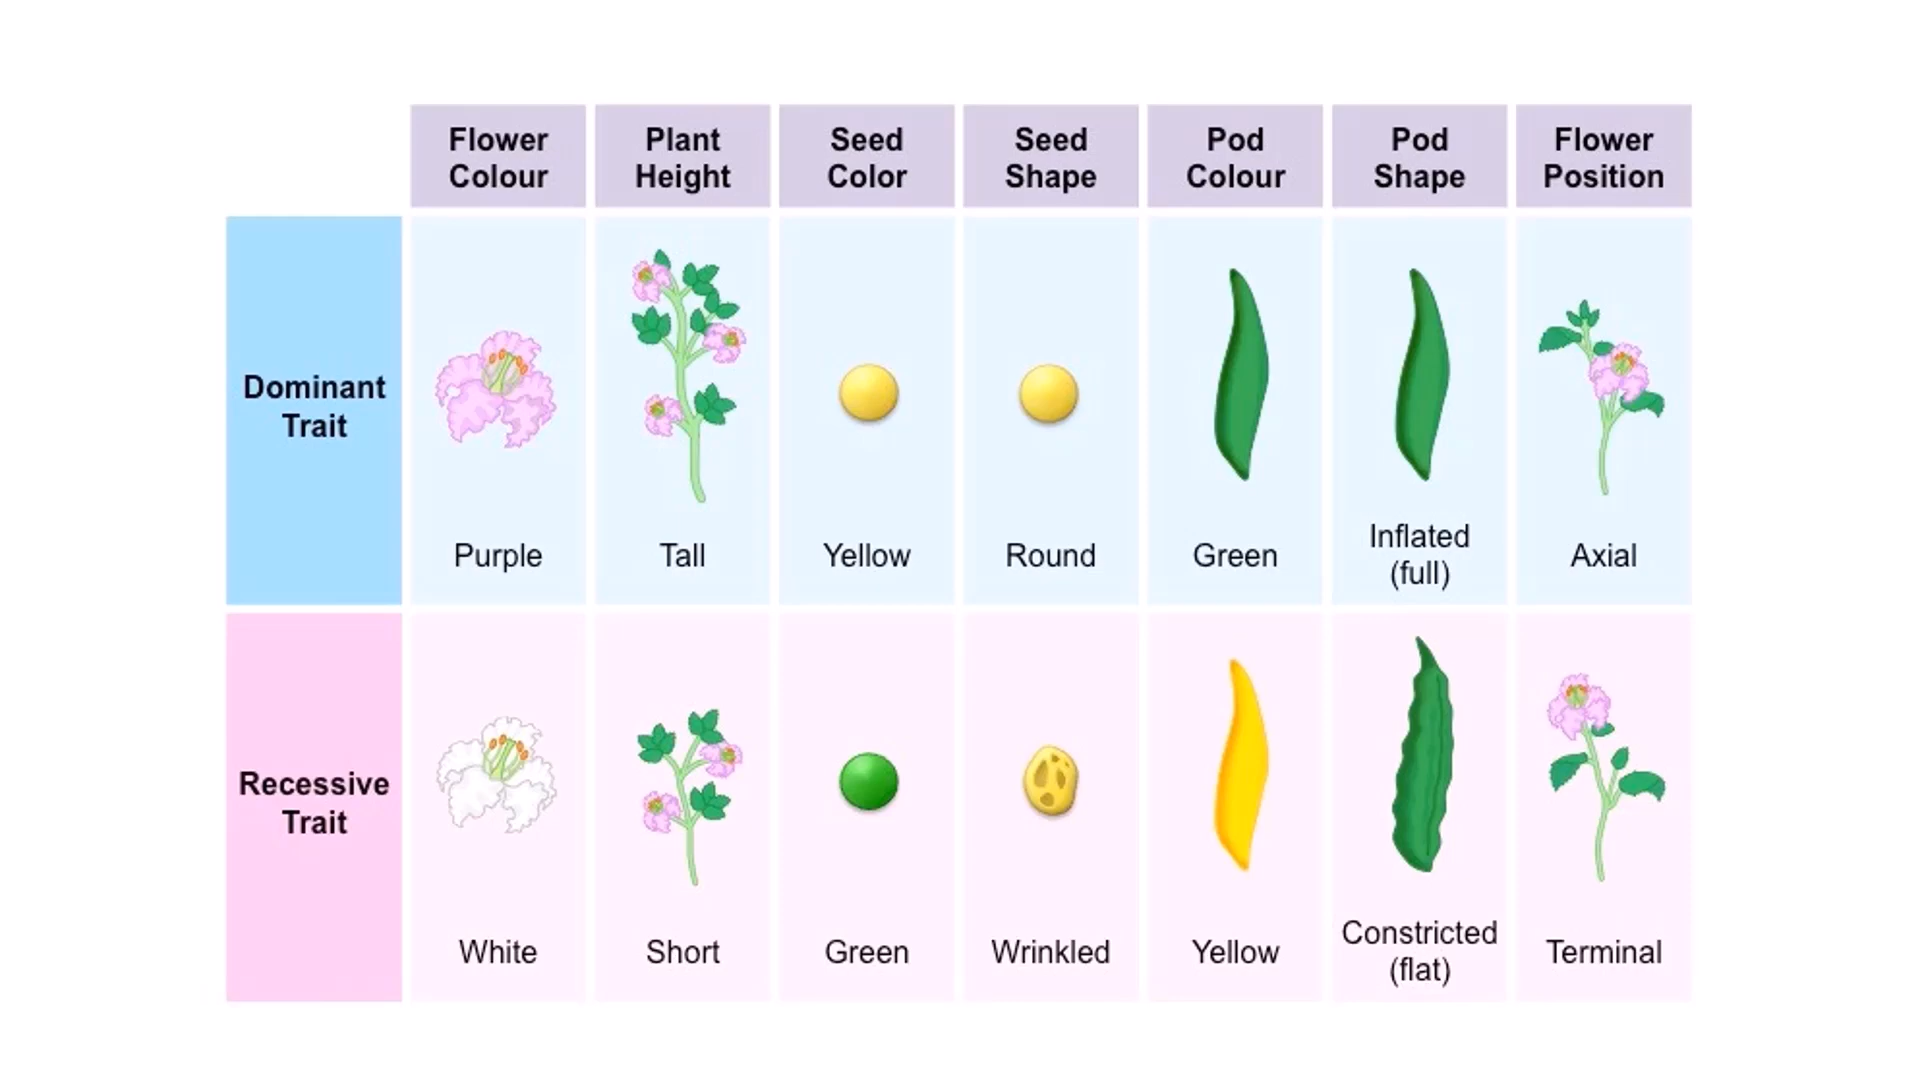 Flower
Colour
Plant
Height
Seed
Color
Seed
Shape
Pod
Colour
Pod
Shape
Flower
Position
Dominant
Trait
Purple
Tall
Yellow
Round
Green
Inflated
(full)
Axial
Recessive
Trait
White
Short
Green
Wrinkled
Yellow
Constricted
(flat)
Terminal